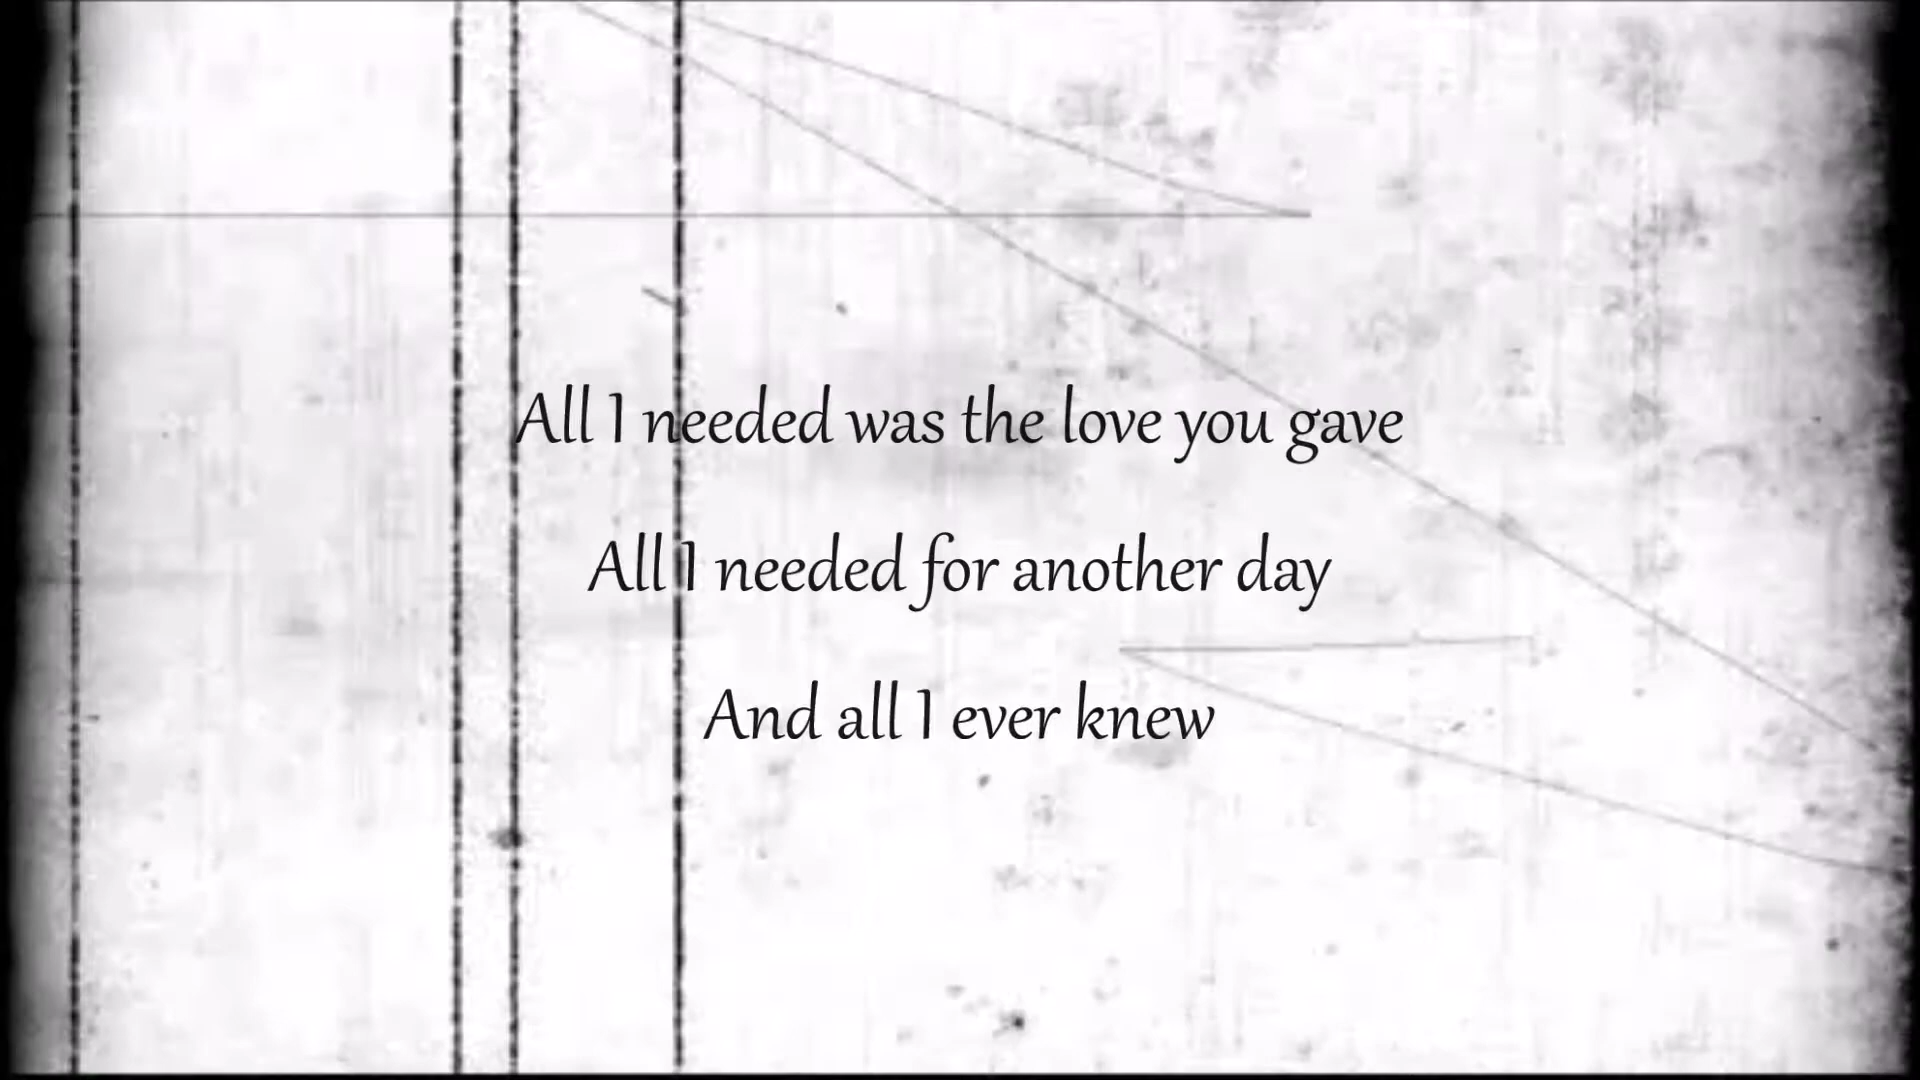 All I needed was the love you gave
All I needed for another day
And all I ever knew